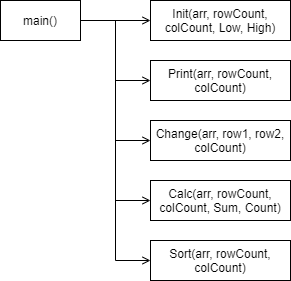 main()
Init(arr, rowCount,
colCount, Low, High)
Print(arr, rowCount,
colCount)
Change(arr, row1, row2,
colCount)
Calc(arr, rowCount,
colCount, Sum, Count)
Sort(arr, rowCount,
colCount)